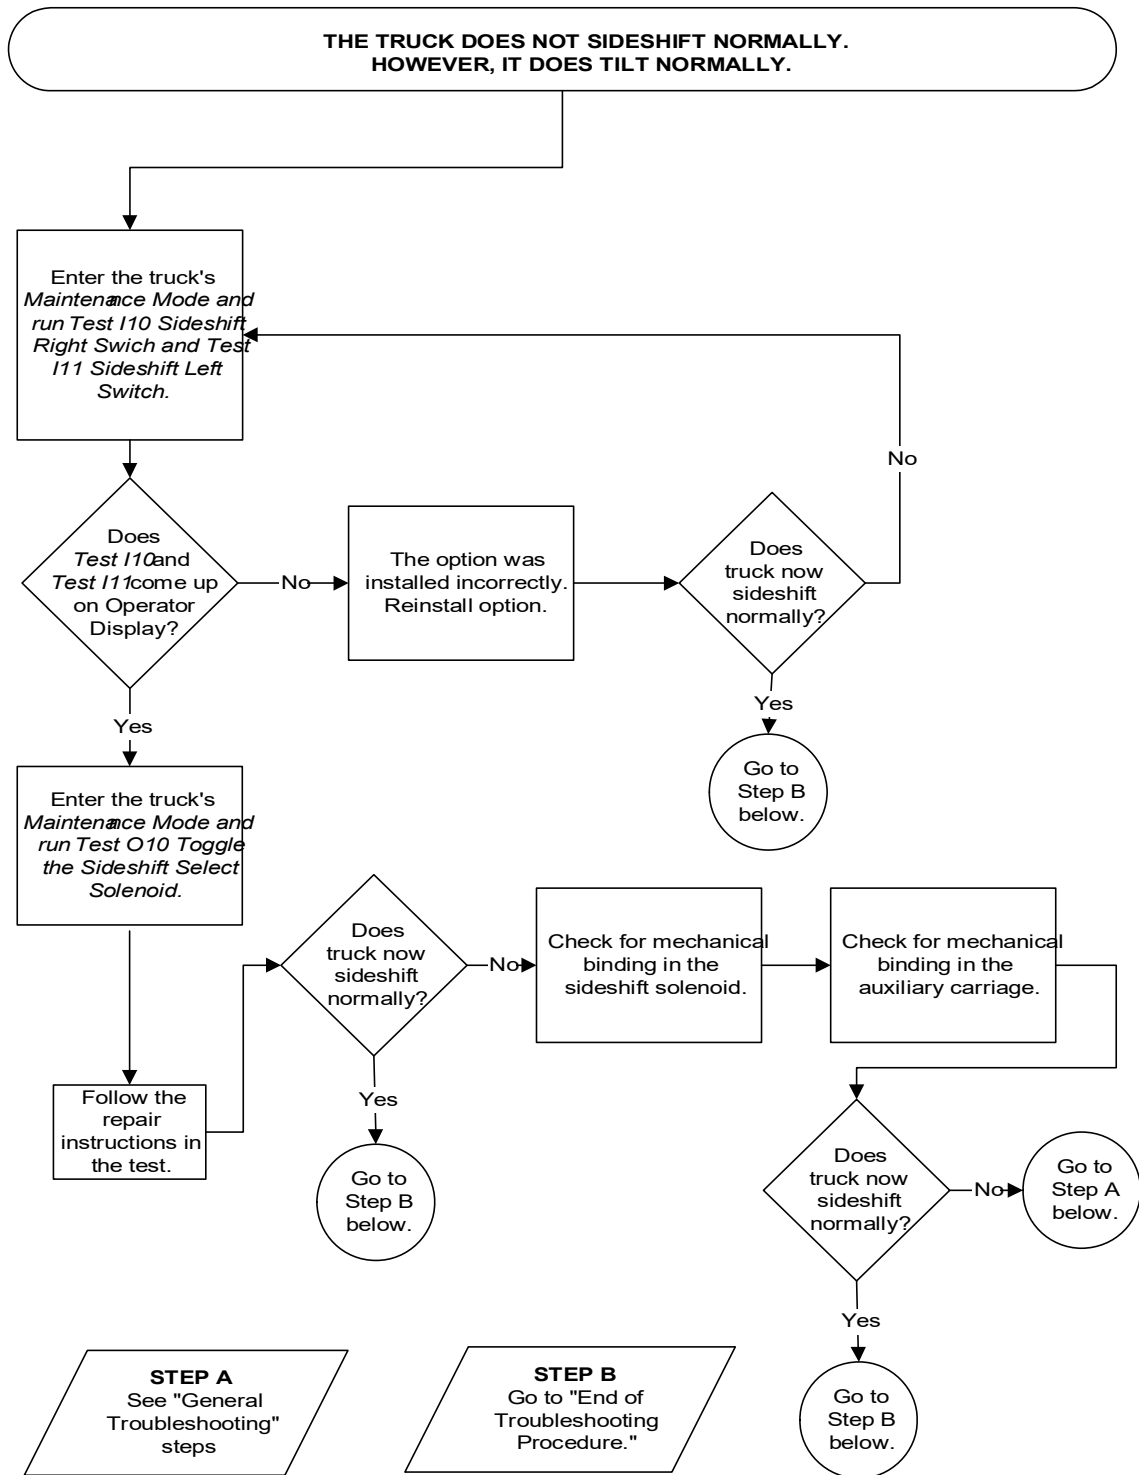 THE TRUCK DOES NOT SIDESHIFT NORMALLY.
HOWEVER, IT DOES TILT NORMALLY.
Enter the truck's
Maintenance Mode and
run Test I10 Sideshift
Right Swich and Test
I11 Sideshift Left
Switch.
No
Does
Test I10 and
Test I11 come up
on Operator
Display?
No
The option was
installed incorrectly.
Reinstall option.
Does
truck now
sideshift
normally?
Yes
Yes
Go to
Step B
below.
Enter the truck's
Maintenance Mode and
run Test O10 Toggle
the Sideshift Select
Solenoid.
Does
truck now
sideshift
normally?
No
Check for mechanical
binding in the
sideshift solenoid.
Check for mechanical
binding in the
auxiliary carriage.
Follow the
repair
instructions in
the test.
Yes
Go to
Step B
below.
Does
truck now
sideshift
normally?
No
Go to
Step A
below.
Yes
Go to
Step B
below.
STEP A
See "General
Troubleshooting"
steps
STEP B
Go to "End of
Troubleshooting
Procedure."